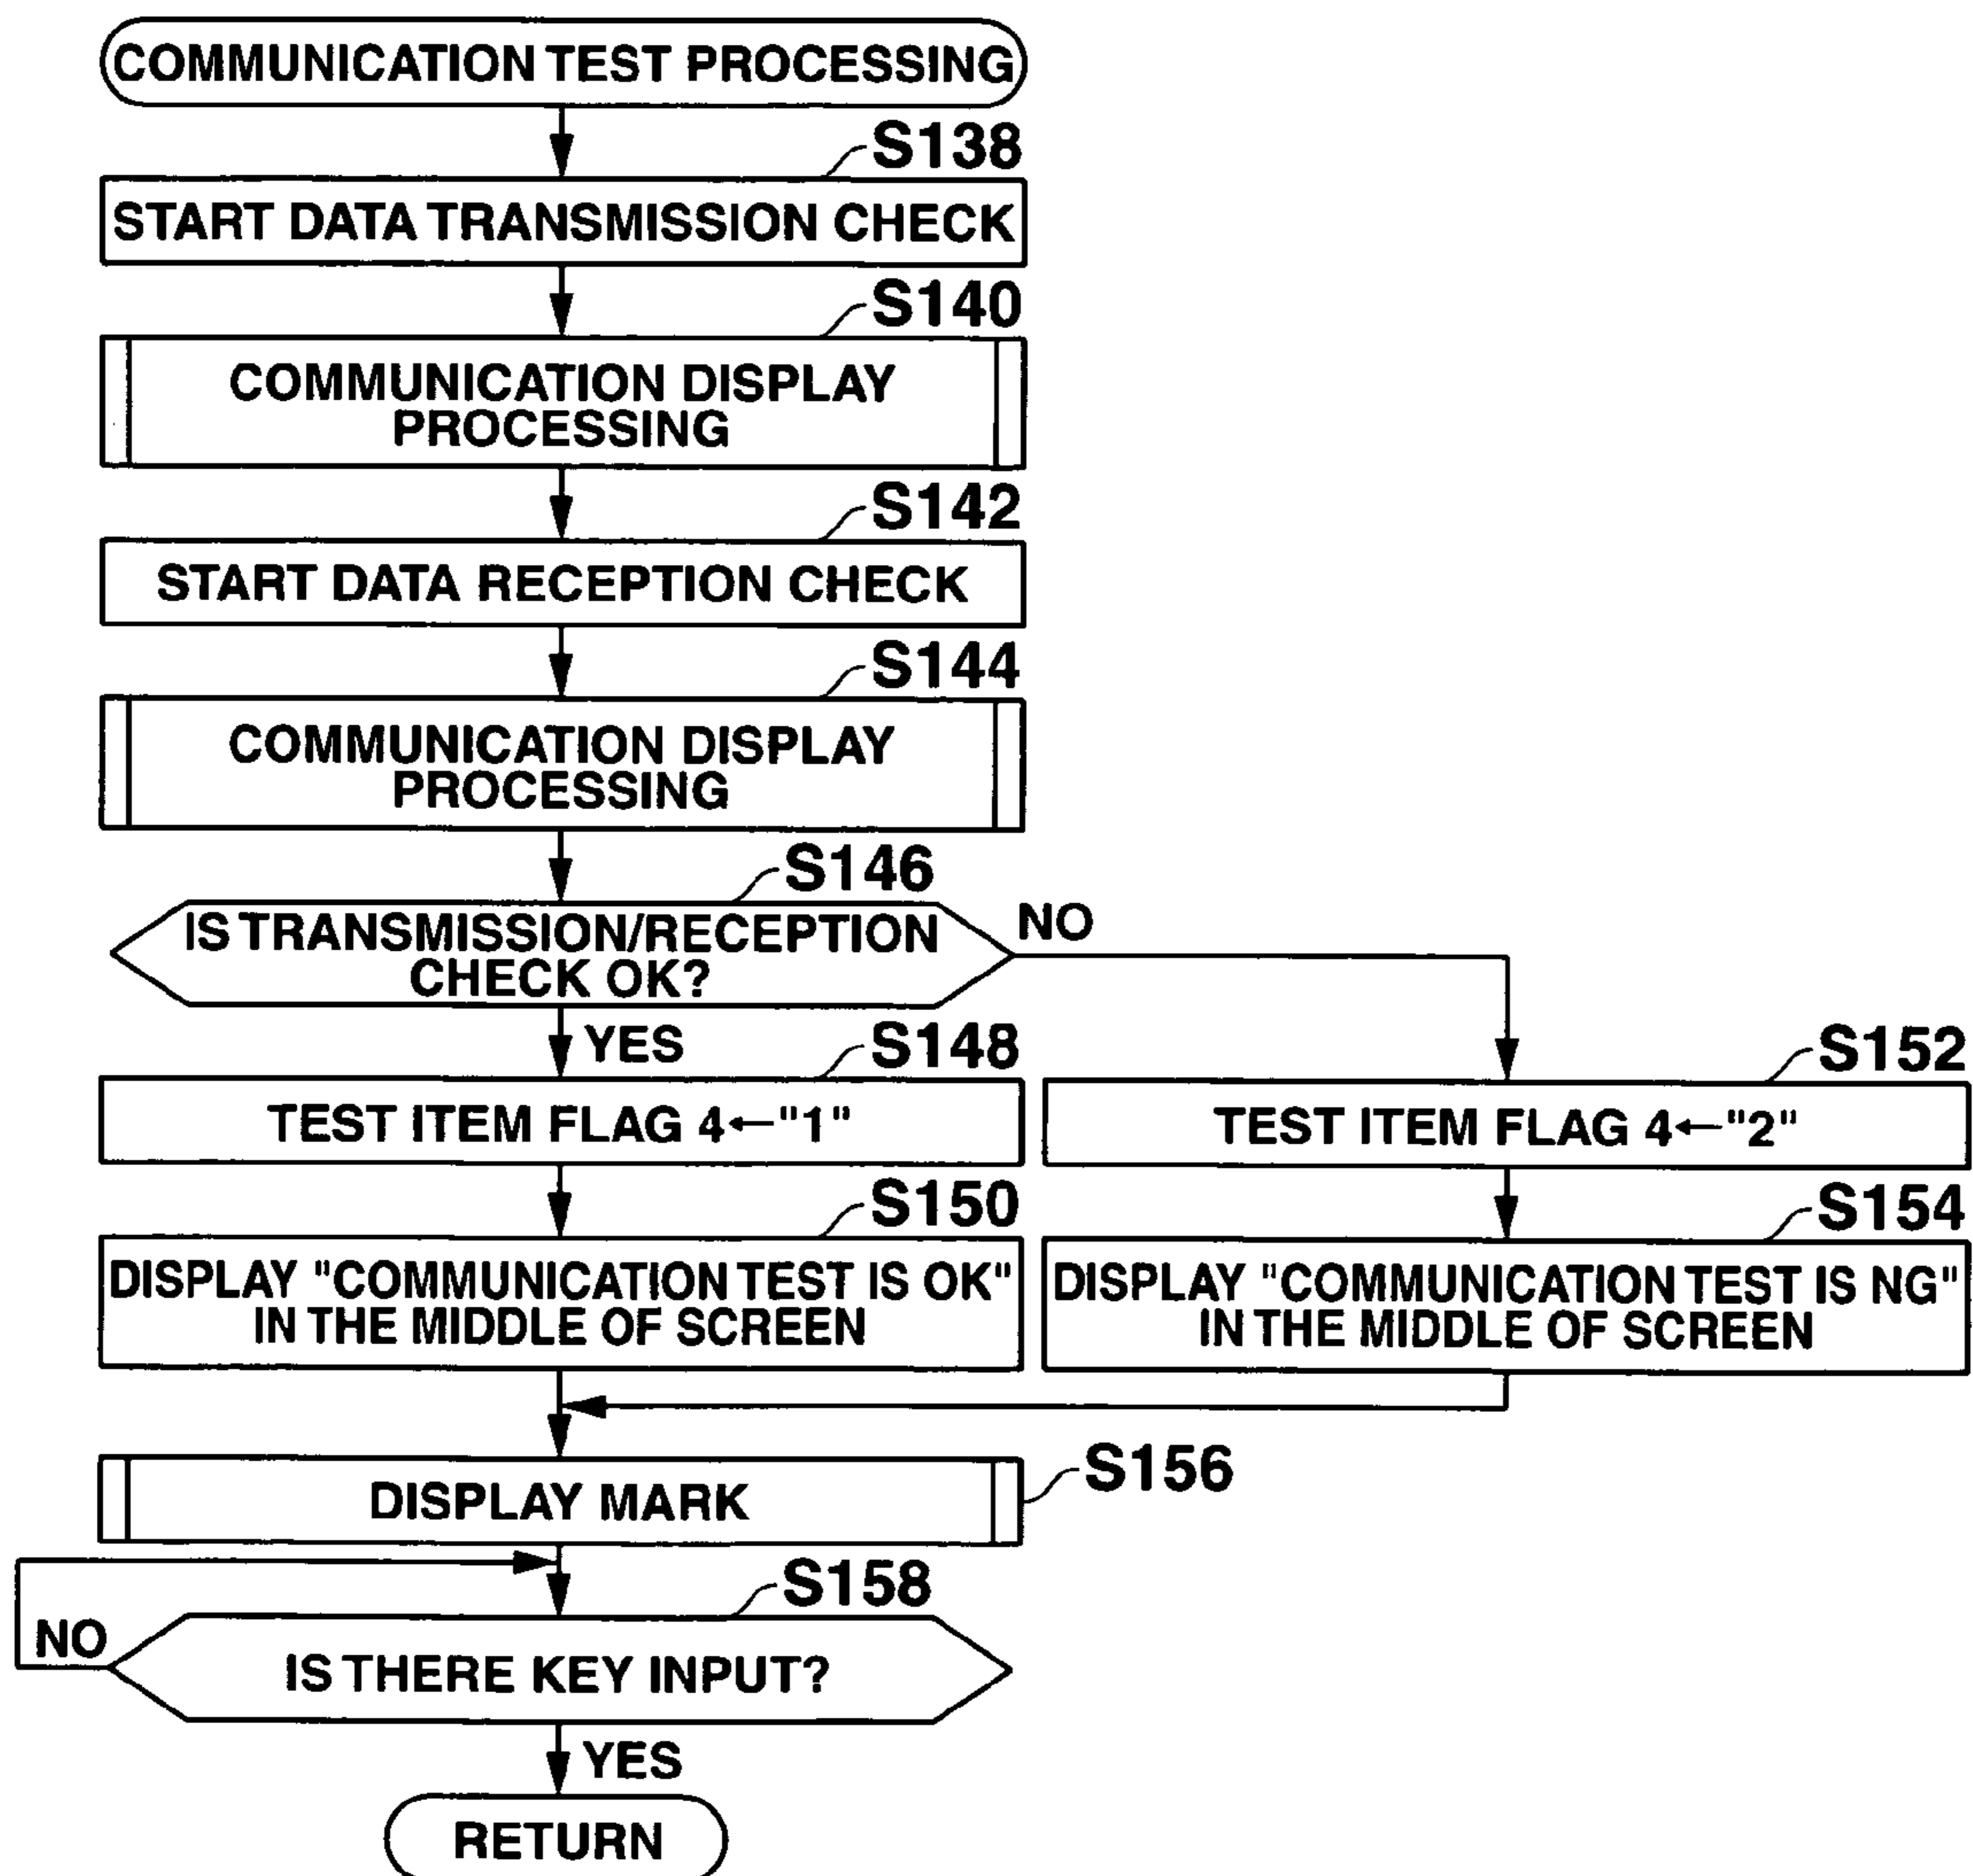 COMMUNICATION TEST PROCESSING
S138
START DATA TRANSMISSION CHECK
S140
COMMUNICATION DISPLAY
PROCESSING
S142
START DATA RECEPTION CHECK
S144
COMMUNICATION DISPLAY
PROCESSING
S146
IS TRANSMISSION/RECEPTION
CHECK OK?
NO
YES
S148
TEST ITEM FLAG 4←"1"
S152
TEST ITEM FLAG 4←"2"
S150
DISPLAY "COMMUNICATION TEST IS OK"
IN THE MIDDLE OF SCREEN
S154
DISPLAY "COMMUNICATION TEST IS NG"
IN THE MIDDLE OF SCREEN
S156
DISPLAY MARK
S158
NO
IS THERE KEY INPUT?
YES
RETURN